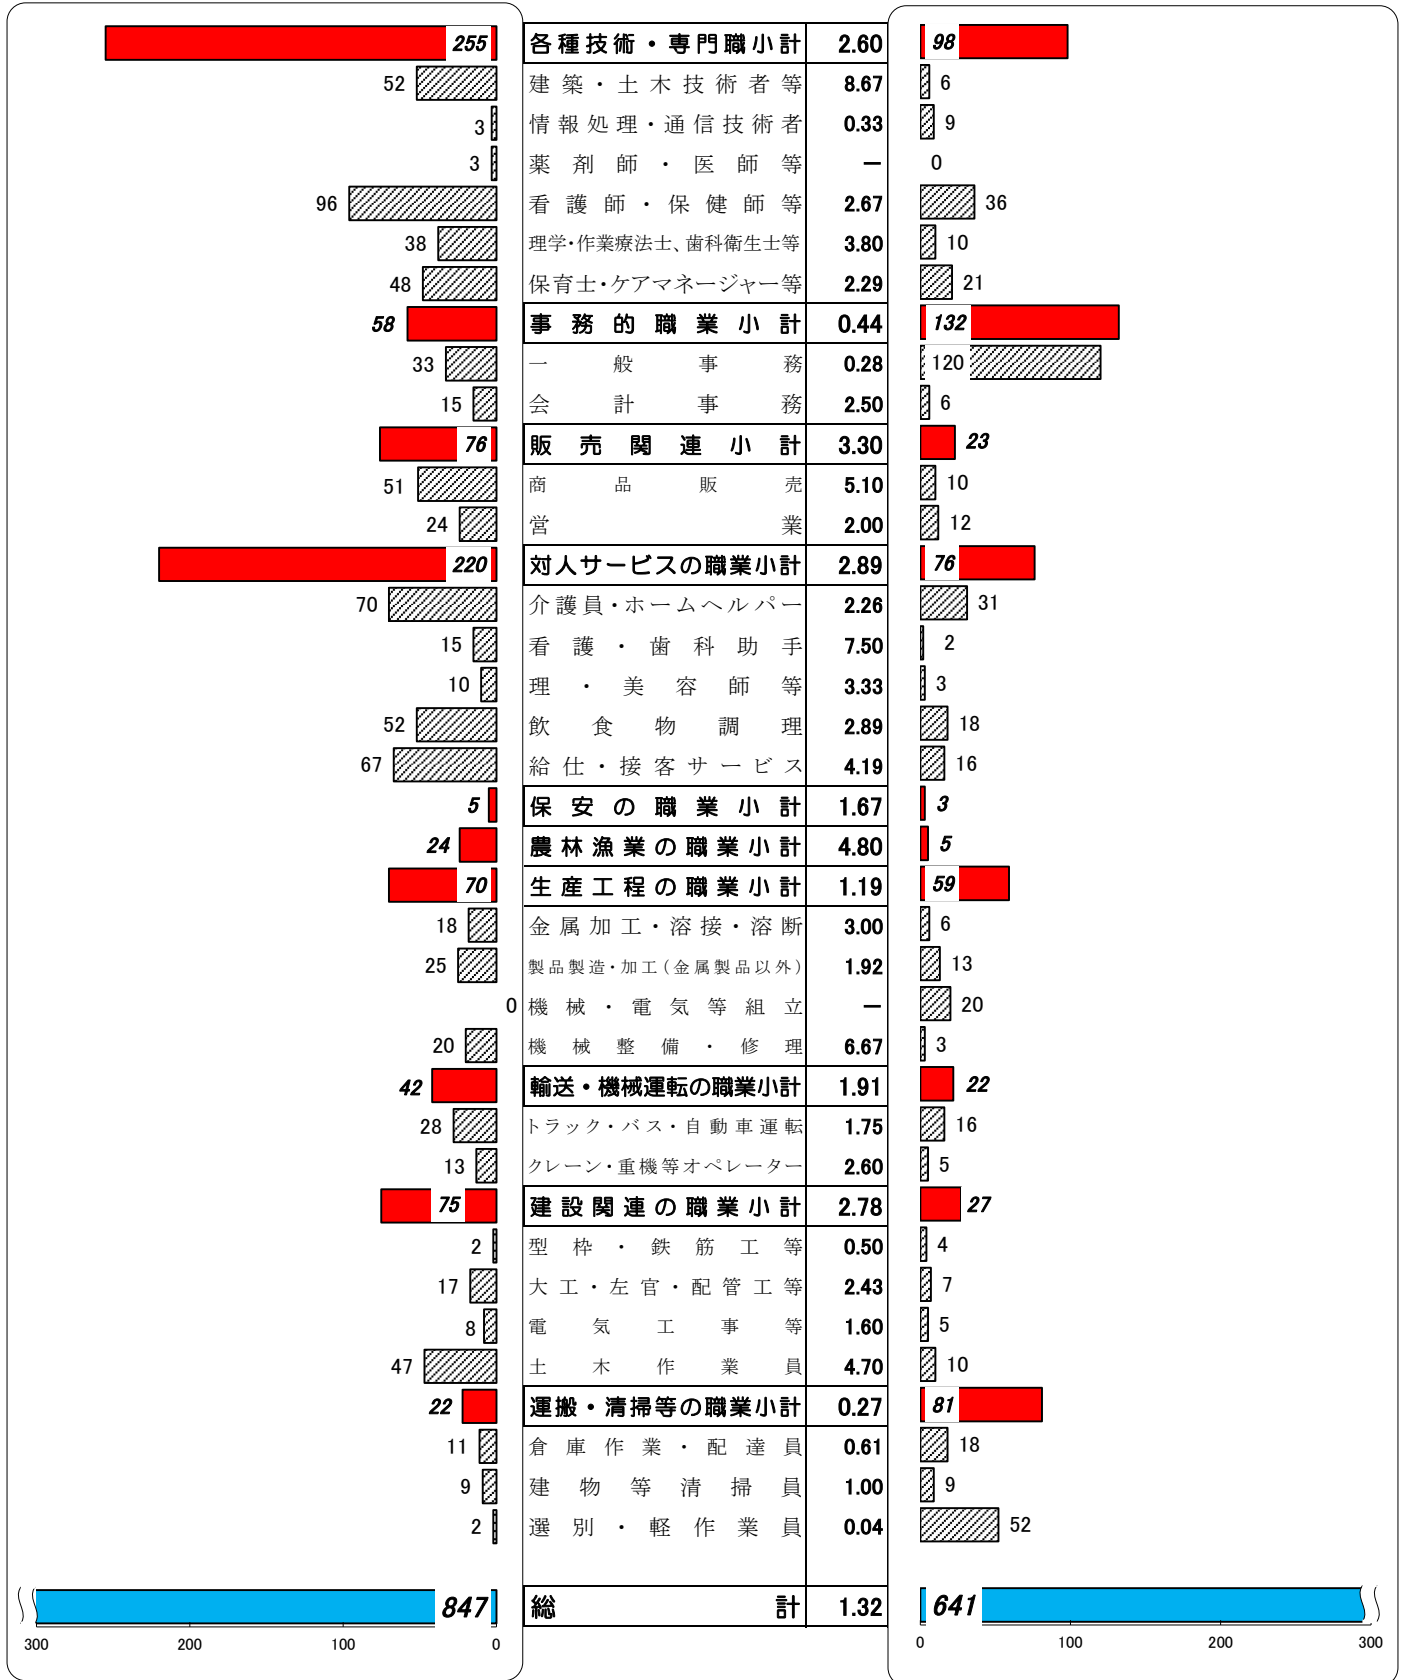 255 各種技術・専門職小計 2.60 98
52 建築・土木技術者等 8.67 6
3 情報処理・通信技術者 0.33 9
3 薬剤師・医師等 ― 0
96 看護師・保健師等 2.67 36
38 理学・作業療法士、歯科衛生士等 3.80 10
48 保育士・ケアマネージャー等 2.29 21
58 事務的職業小計 0.44 132
33 一般事務 0.28 120
15 会計事務 2.50 6
76 販売関連小計 3.30 23
51 商品販売 5.10 10
24 営業 2.00 12
220 対人サービスの職業小計 2.89 76
70 介護員・ホームヘルパー 2.26 31
15 看護・歯科助手 7.50 2
10 理・美容師等 3.33 3
52 飲食物調理 2.89 18
67 給仕・接客サービス 4.19 16
5 保安の職業小計 1.67 3
24 農林漁業の職業小計 4.80 5
70 生産工程の職業小計 1.19 59
18 金属加工・溶接・溶断 3.00 6
25 製品製造・加工(金属製品以外) 1.92 13
0 機械・電気等組立 ― 20
20 機械整備・修理 6.67 3
42 輸送・機械運転の職業小計 1.91 22
28 トラック・バス・自動車運転 1.75 16
13 クレーン・重機等オペレーター 2.60 5
75 建設関連の職業小計 2.78 27
2 型枠・鉄筋工等 0.50 4
17 大工・左官・配管工等 2.43 7
8 電気工事等 1.60 5
47 土木作業員 4.70 10
22 運搬・清掃等の職業小計 0.27 81
11 倉庫作業・配達員 0.61 18
9 建物等清掃員 1.00 9
2 選別・軽作業員 0.04 52
847 総計 1.32 641
300 200 100 0 0 100 200 300